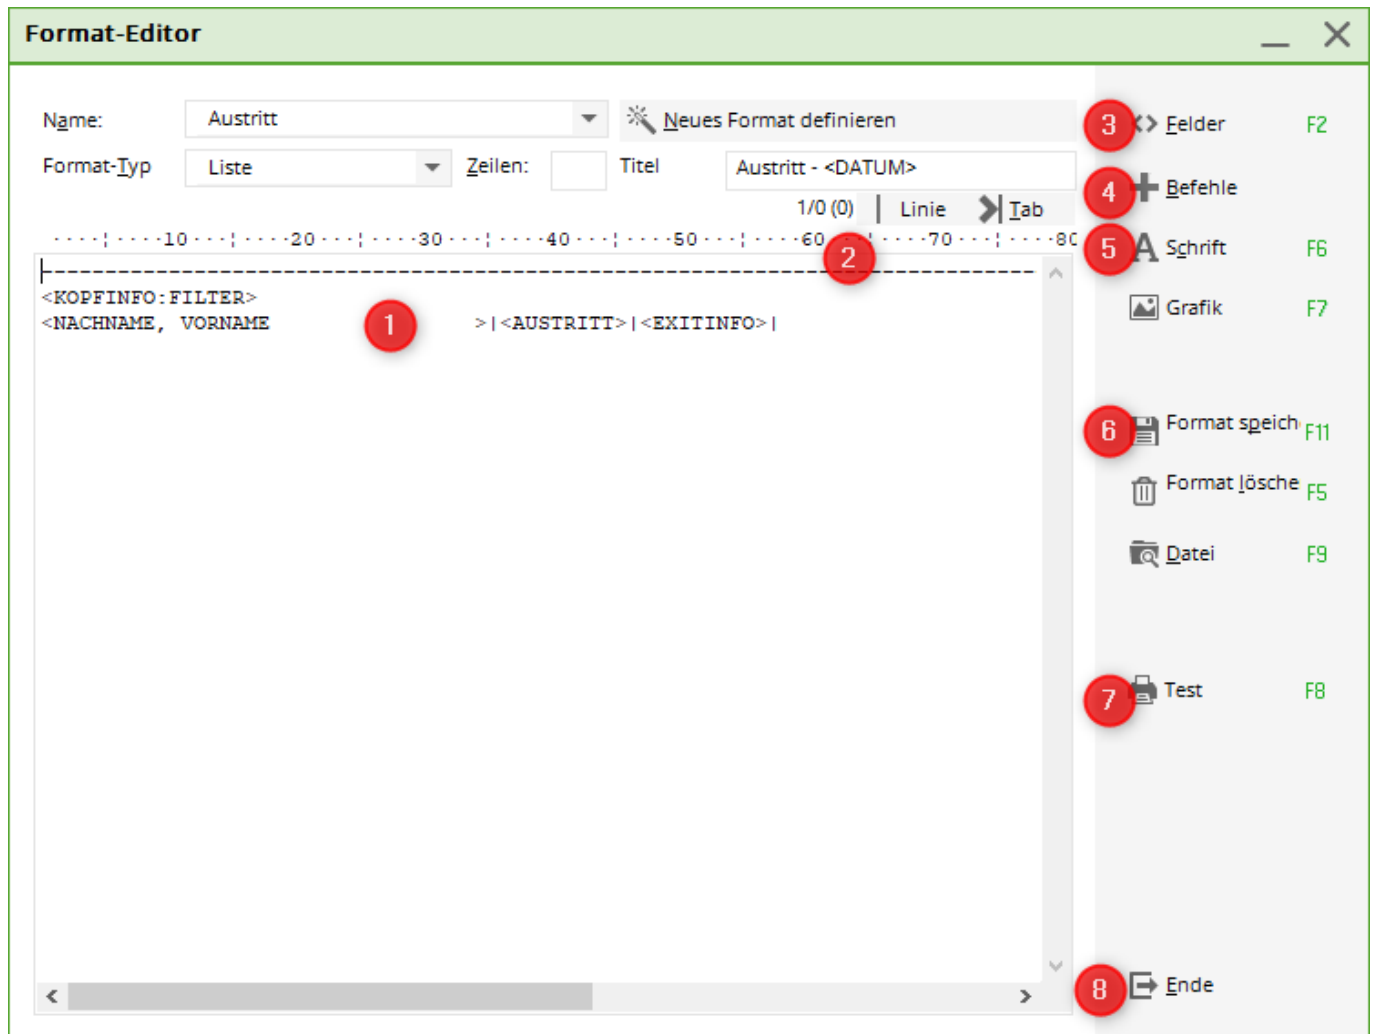 Format-Editor
Name: Austritt Neues Format definieren
Format-Typ Liste Zeilen: Titel Austritt - <DATUM>
1/0 (0) Linie Tab
····¦····10···¦····20···¦····30···¦····40···¦····50···¦····60···¦····70···¦····80
2
--------------------------------------------------------------------------------
<KOPFINFO:FILTER>
<NACHNAME, VORNAME >|<AUSTRITT>|<EXITINFO>|
1
3 Felder F2
4 Befehle
5 Schrift F6
Grafik F7
6 Format speich F11
Format lösche F5
Datei F9
7 Test F8
8 Ende